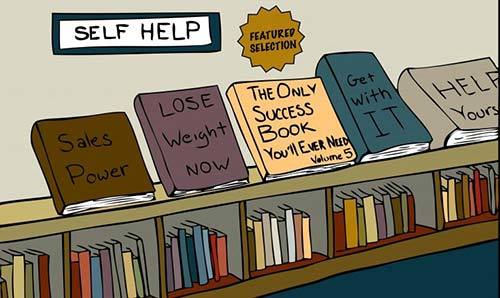 SELF HELP
FEATURED
SELECTION
Sales
Power
LOSE
Weight
NOW
THE ONLY
SUCCESS
BOOK
YOU'll EVER NEED
Volume 5
Get
with
IT
HELP
Yours